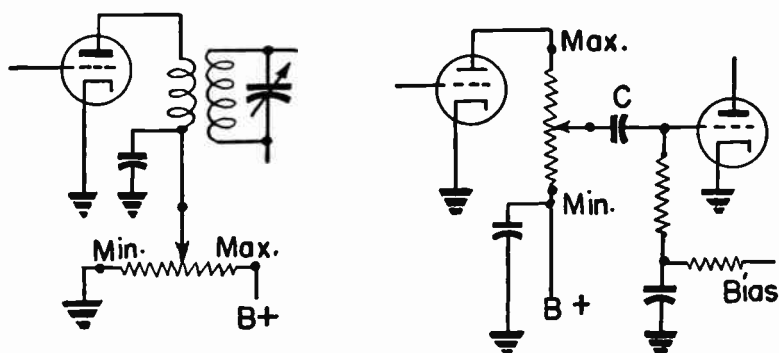 Min.
Max.
B+
Max.
C
Min.
B +
Bias